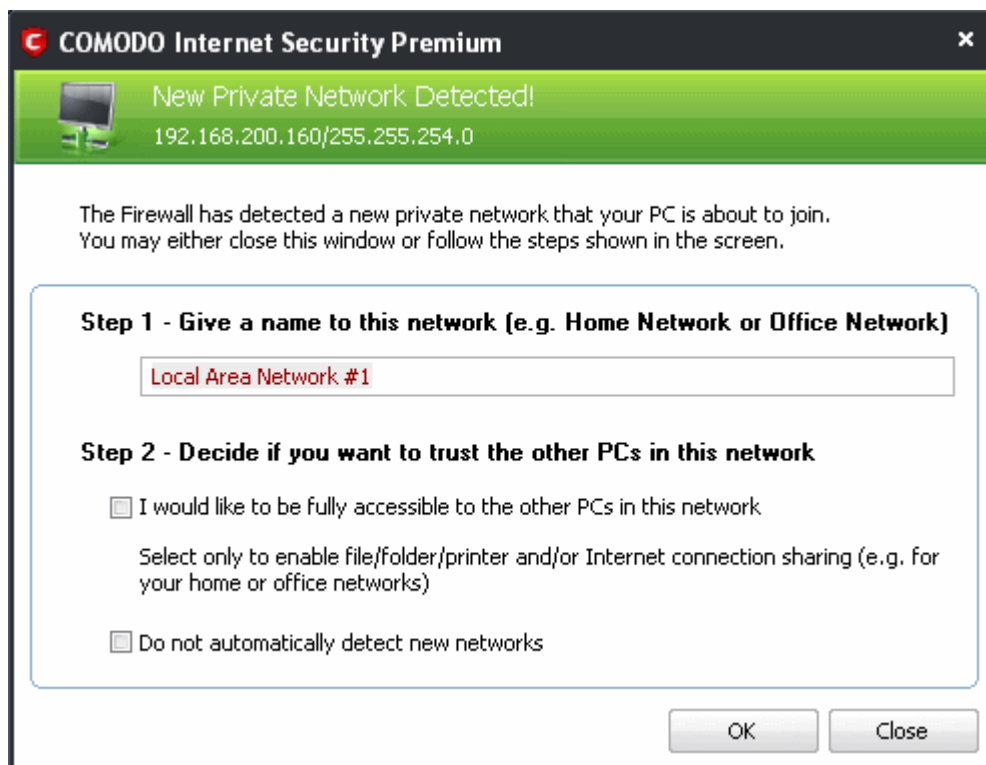 COMODO Internet Security Premium
New Private Network Detected!
192.168.200.160/255.255.254.0
The Firewall has detected a new private network that your PC is about to join.
You may either close this window or follow the steps shown in the screen.
Step 1 - Give a name to this network (e.g. Home Network or Office Network)
Local Area Network #1
Step 2 - Decide if you want to trust the other PCs in this network
I would like to be fully accessible to the other PCs in this network
Select only to enable file/folder/printer and/or Internet connection sharing (e.g. for
your home or office networks)
Do not automatically detect new networks
OK
Close